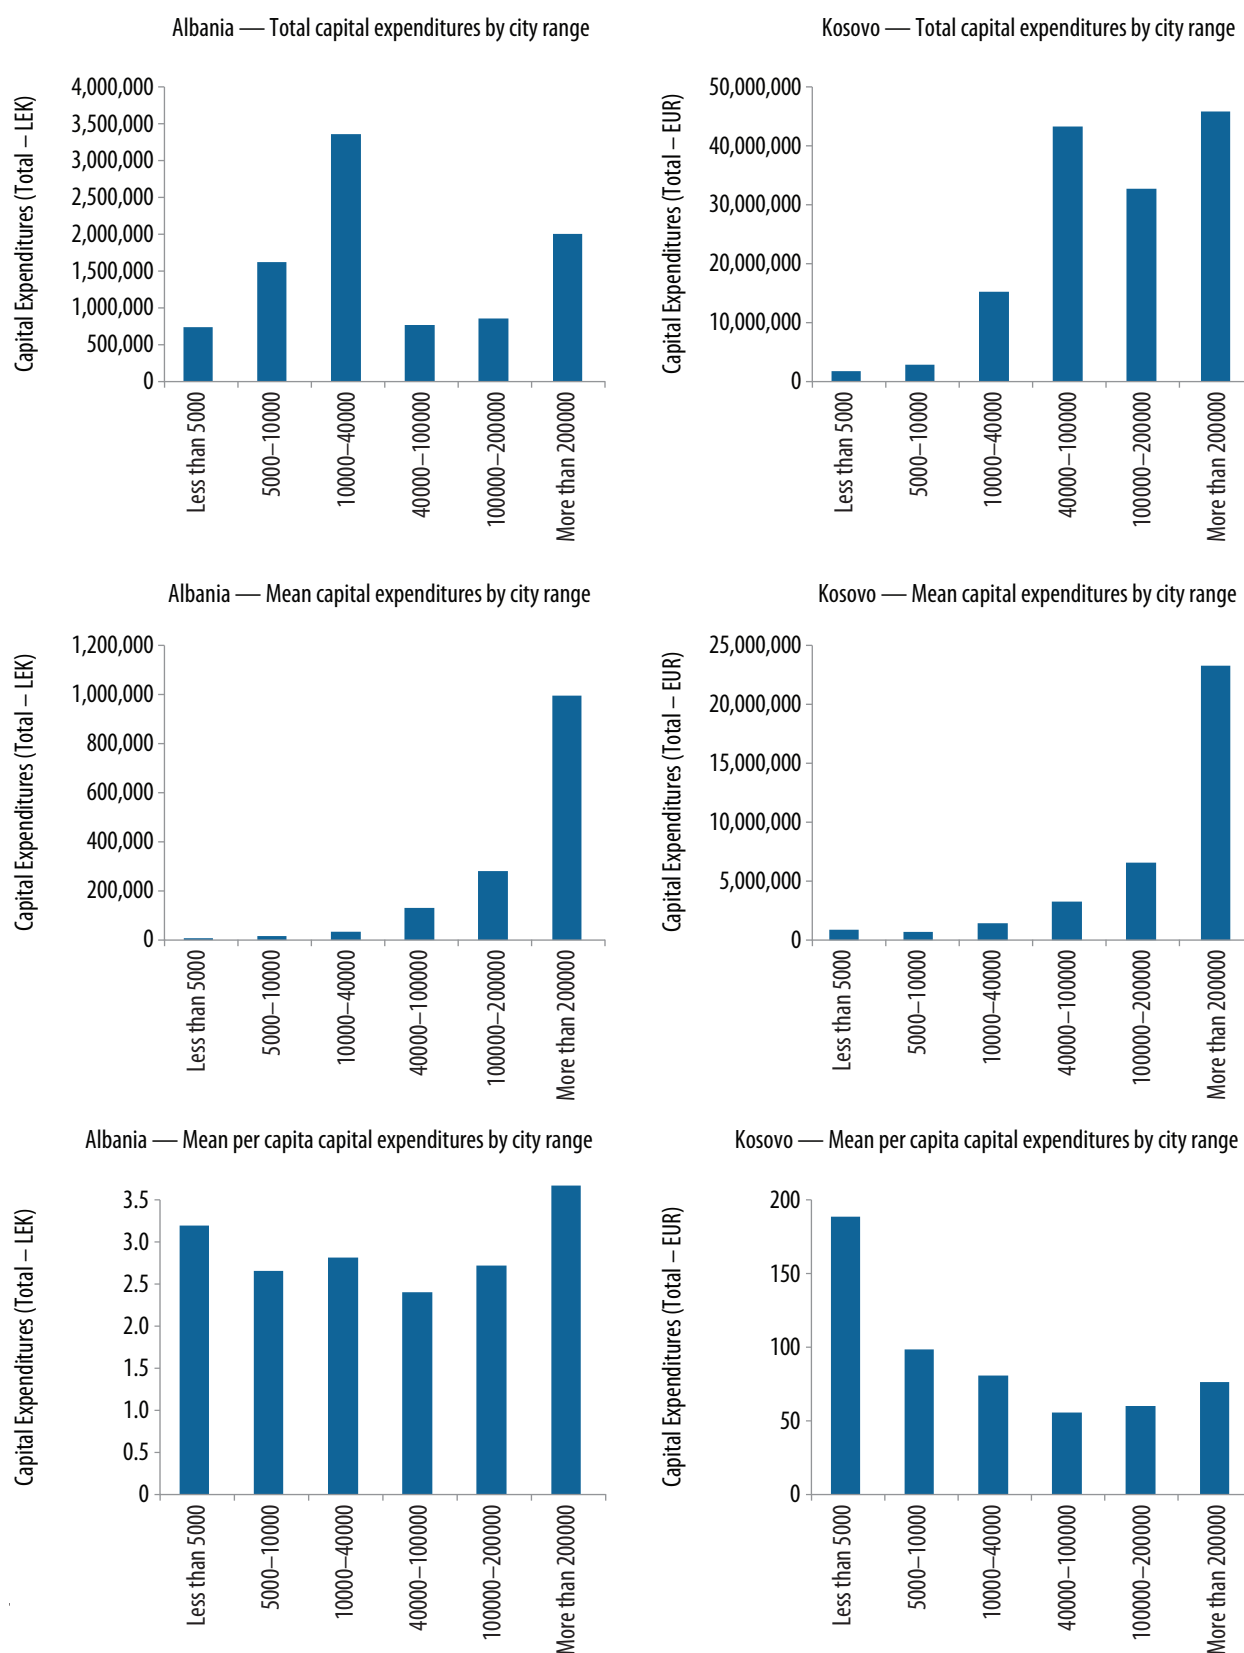 Albania — Total capital expenditures by city range
Capital Expenditures (Total – LEK)
4,000,000
3,500,000
3,000,000
2,500,000
2,000,000
1,500,000
1,000,000
500,000
0
Less than 5000
5000–10000
10000–40000
40000–100000
100000–200000
More than 200000
Kosovo — Total capital expenditures by city range
Capital Expenditures (Total – EUR)
50,000,000
40,000,000
30,000,000
20,000,000
10,000,000
0
Less than 5000
5000–10000
10000–40000
40000–100000
100000–200000
More than 200000
Albania — Mean capital expenditures by city range
Capital Expenditures (Total – LEK)
1,200,000
1,000,000
800,000
600,000
400,000
200,000
0
Less than 5000
5000–10000
10000–40000
40000–100000
100000–200000
More than 200000
Kosovo — Mean capital expenditures by city range
Capital Expenditures (Total – EUR)
25,000,000
20,000,000
15,000,000
10,000,000
5,000,000
0
Less than 5000
5000–10000
10000–40000
40000–100000
100000–200000
More than 200000
Albania — Mean per capita capital expenditures by city range
Capital Expenditures (Total – LEK)
3.5
3.0
2.5
2.0
1.5
1.0
0.5
0
Less than 5000
5000–10000
10000–40000
40000–100000
100000–200000
More than 200000
Kosovo — Mean per capita capital expenditures by city range
Capital Expenditures (Total – EUR)
200
150
100
50
0
Less than 5000
5000–10000
10000–40000
40000–100000
100000–200000
More than 200000